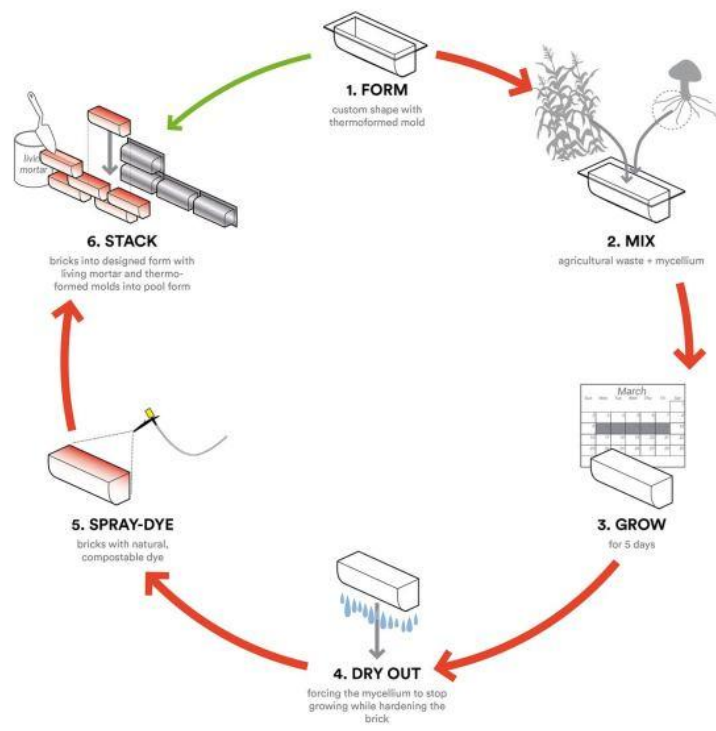 1. FORM
custom shape with
thermoformed mold
2. MIX
agricultural waste + mycellium
March
3. GROW
for 5 days
4. DRY OUT
forcing the mycelium to stop
growing while hardening the
brick
5. SPRAY-DYE
bricks with natural,
compostable dye
living
mortar
6. STACK
bricks into designed form with
living mortar and thermo-
formed molds into pool form